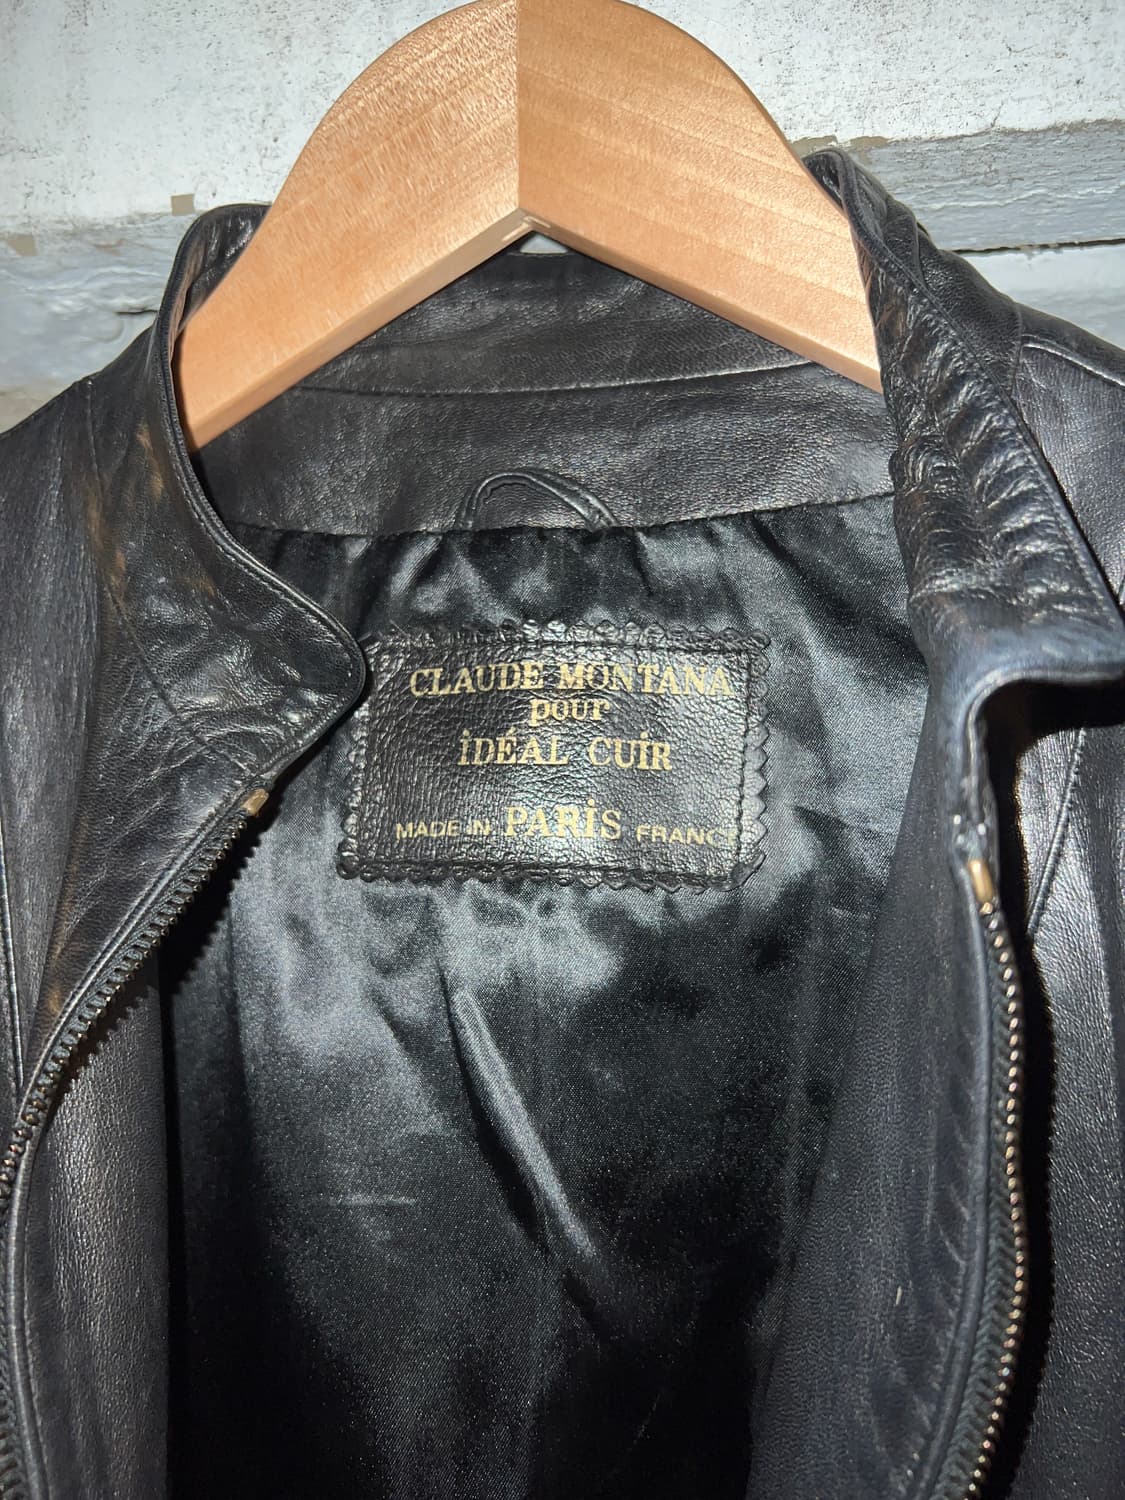 CLAUDE MONTANA
pour
iDÉAL CUiR
MADE IN PARiS FRANCE